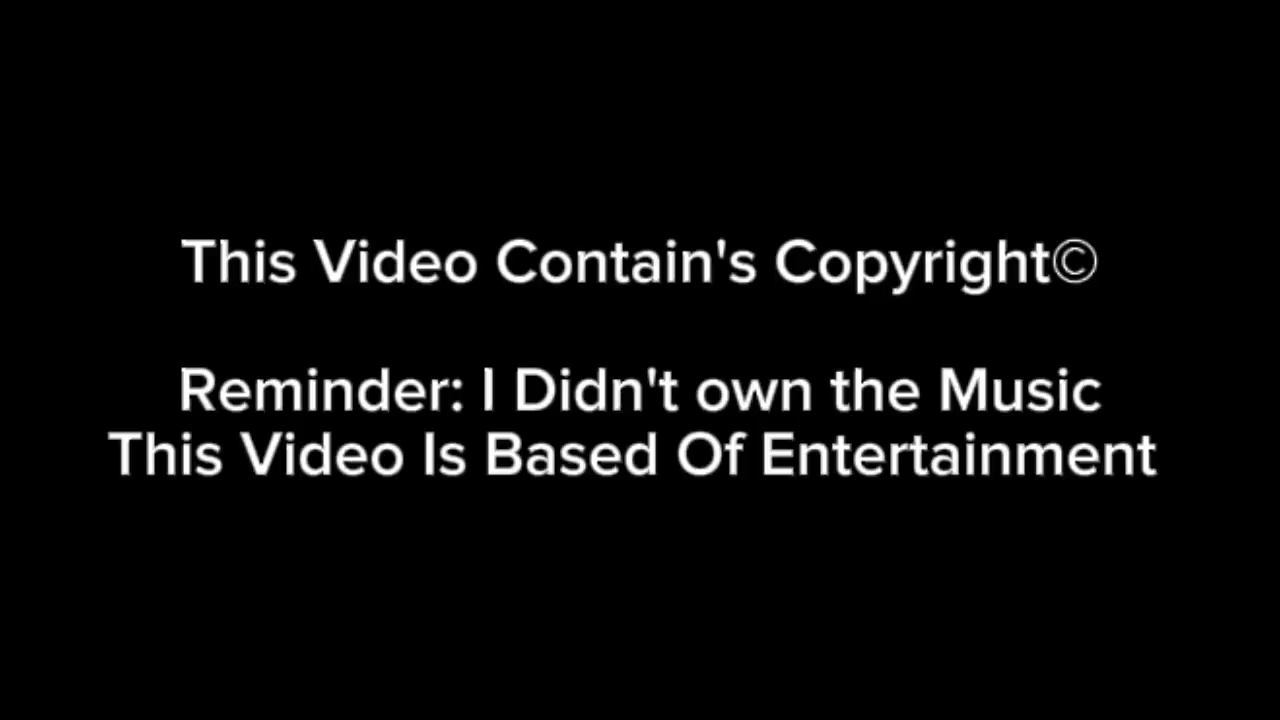 This Video Contain's Copyright©
Reminder: I Didn't own the Music
This Video Is Based Of Entertainment